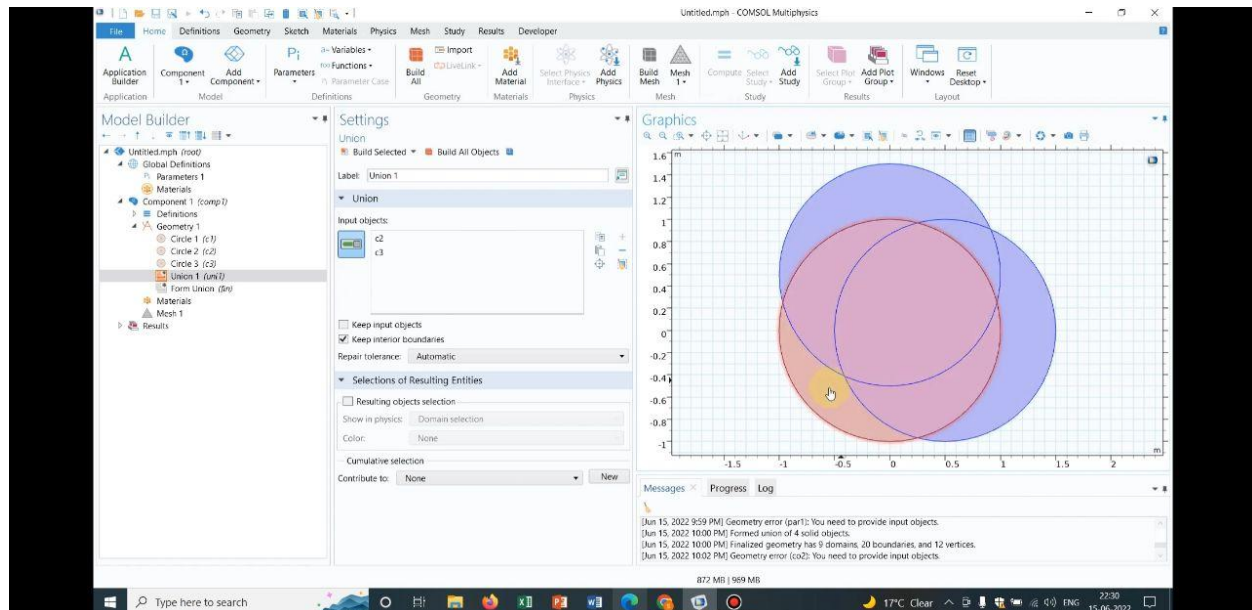 Untitled.mph - COMSOL Multiphysics
File Home Definitions Geometry Sketch Materials Physics Mesh Study Results Developer
Application Builder
Component 1
Add Component
Parameters
a= Variables
f(x) Functions
Parameter Case
Build All
Import
LiveLink
Add Material
Select Physics Interface
Add Physics
Build Mesh
Mesh 1
Compute
Select Study
Add Study
Select Plot Group
Add Plot Group
Windows
Reset Desktop
Application Model Definitions Geometry Materials Physics Mesh Study Results Layout
Model Builder
Untitled.mph (root)
Global Definitions
Pi Parameters 1
Materials
Component 1 (comp1)
Definitions
Geometry 1
Circle 1 (c1)
Circle 2 (c2)
Circle 3 (c3)
Union 1 (uni1)
Form Union (fin)
Materials
Mesh 1
Results
Settings
Union
Build Selected Build All Objects
Label: Union 1
Union
Input objects:
c2
c3
Keep input objects
Keep interior boundaries
Repair tolerance: Automatic
Selections of Resulting Entities
Resulting objects selection
Show in physics: Domain selection
Color: None
Cumulative selection
Contribute to: None New
Graphics
m
1.6
1.4
1.2
1
0.8
0.6
0.4
0.2
0
-0.2
-0.4
-0.6
-0.8
-1
m
-1.5 -1 -0.5 0 0.5 1 1.5 2
Messages Progress Log
[Jun 15, 2022 9:59 PM] Geometry error (par1): You need to provide input objects.
[Jun 15, 2022 10:00 PM] Formed union of 4 solid objects.
[Jun 15, 2022 10:00 PM] Finalized geometry has 9 domains, 20 boundaries, and 12 vertices.
[Jun 15, 2022 10:02 PM] Geometry error (co2): You need to provide input objects.
872 MB | 969 MB
Type here to search
17°C Clear
ENG
22:30
15-06-2022